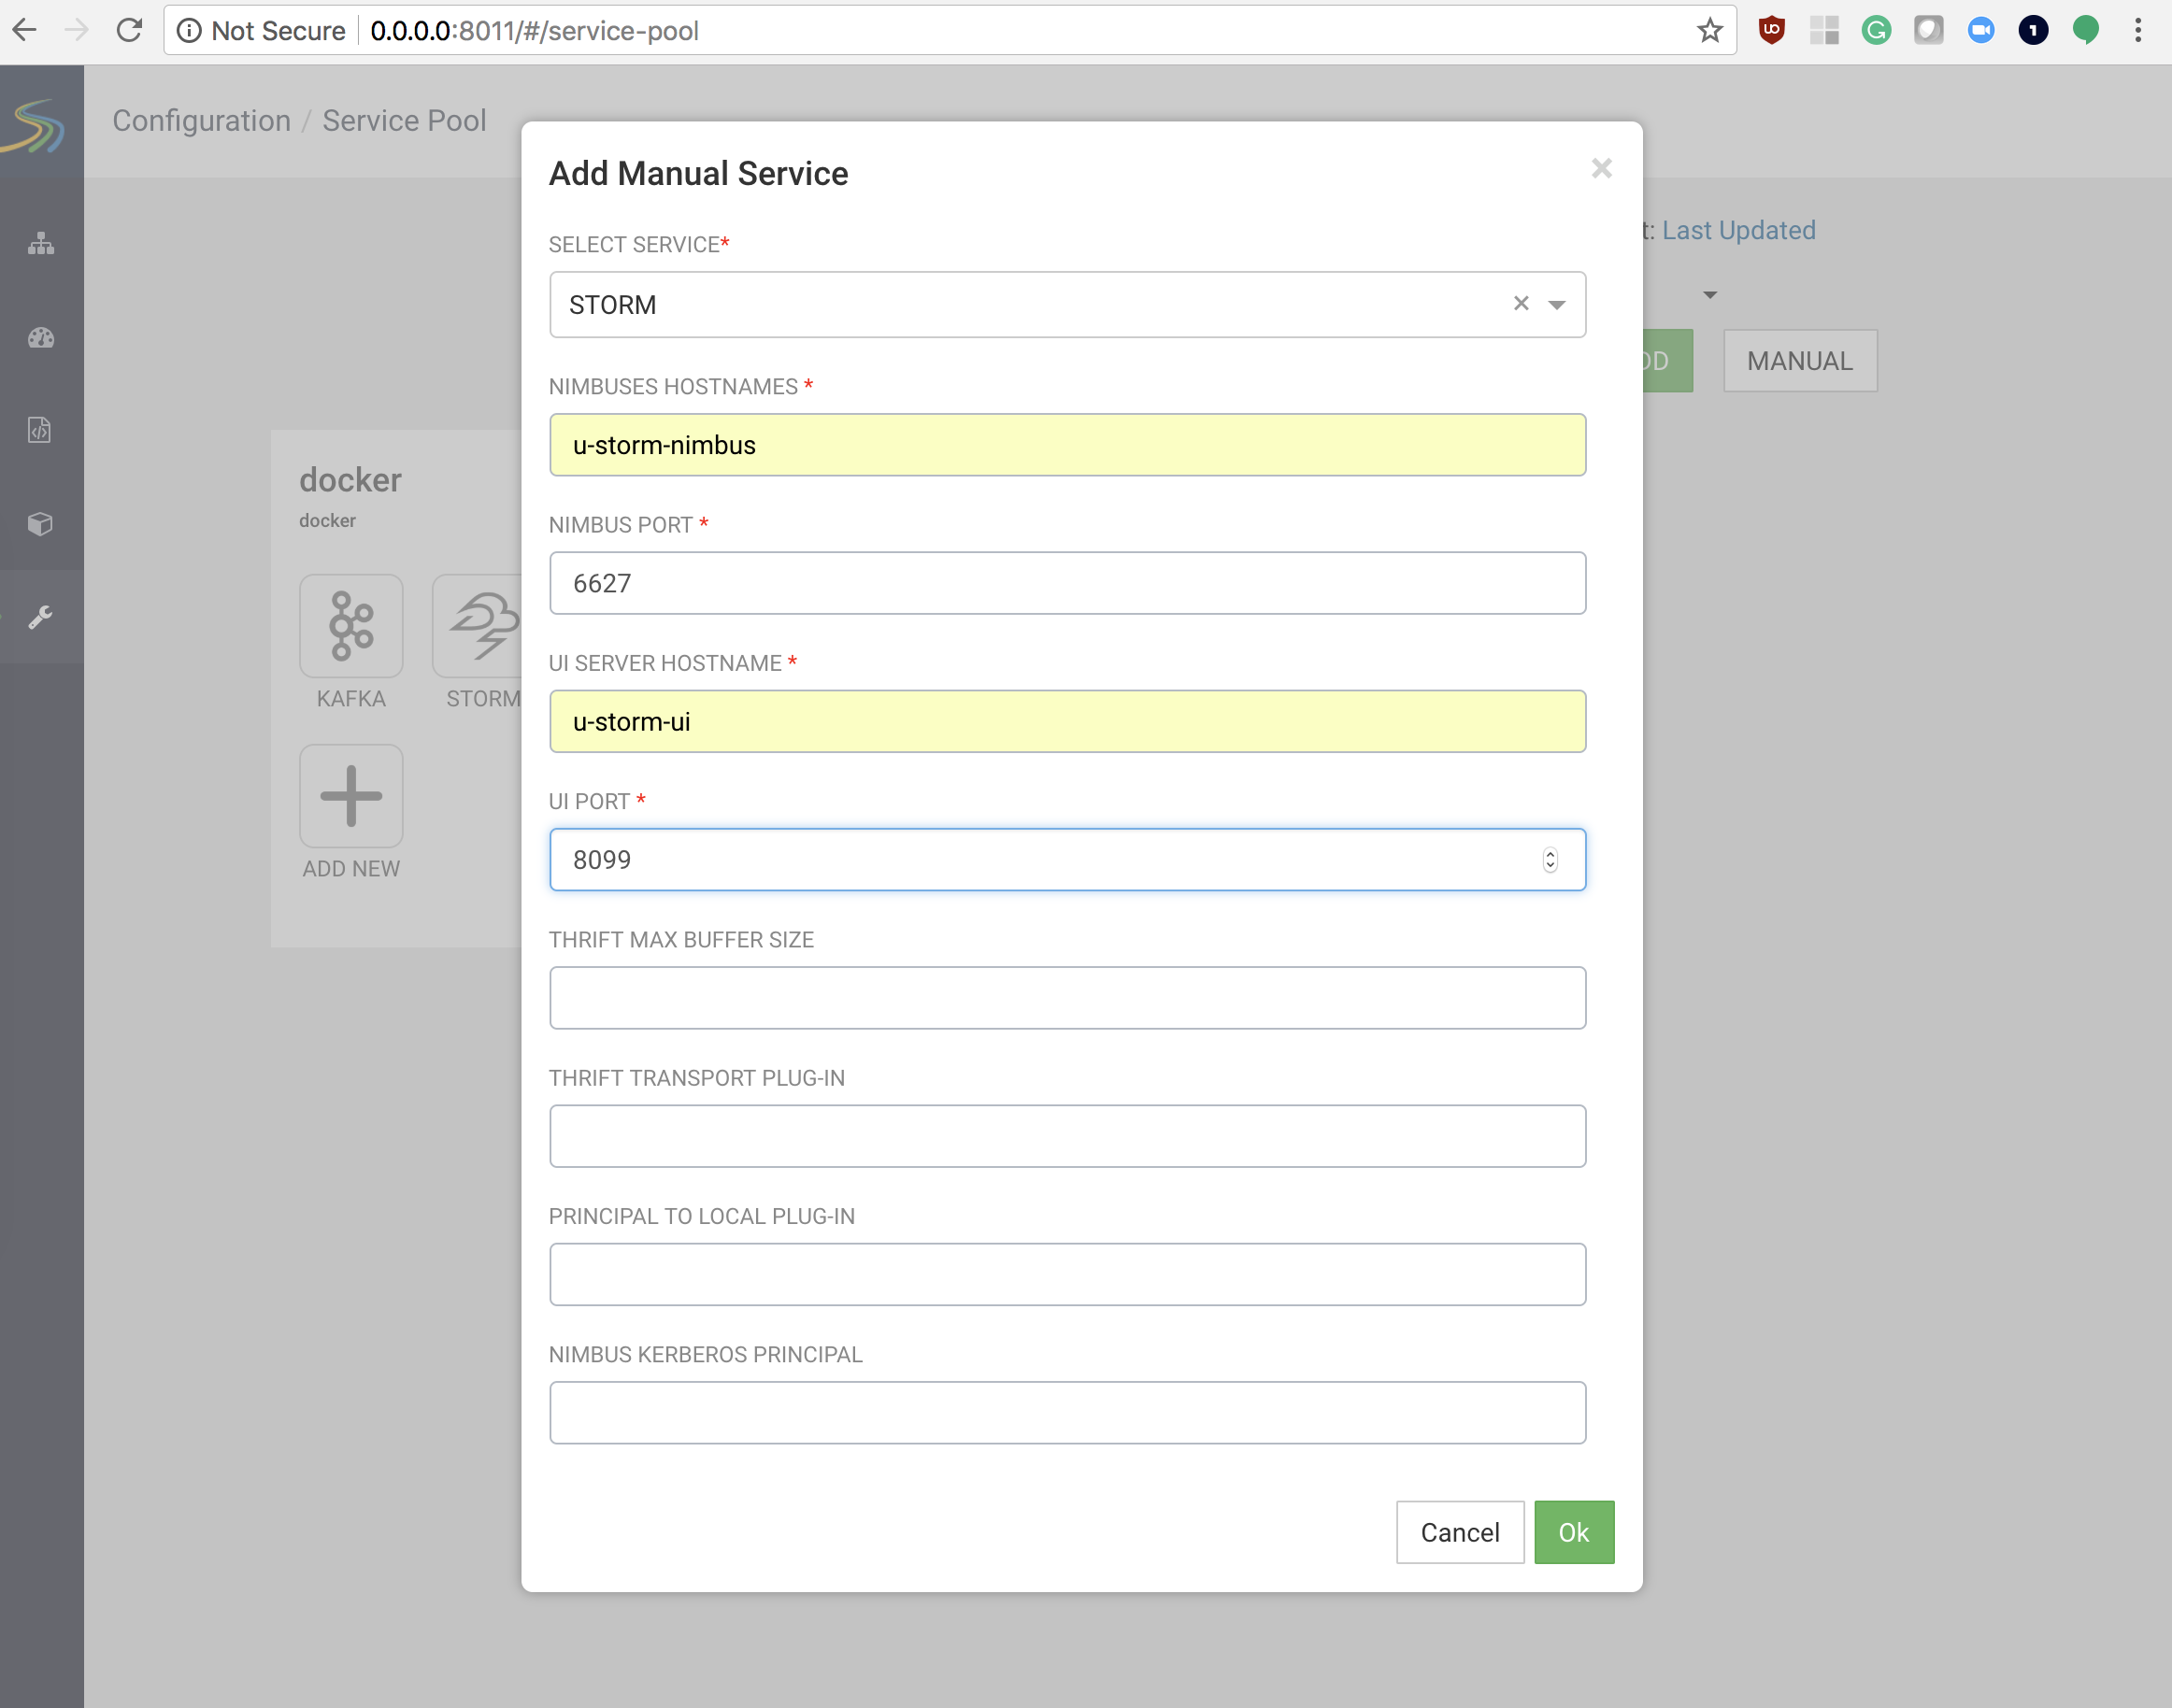 Not Secure 0.0.0.0:8011/#/service-pool
Configuration / Service Pool
Add Manual Service
t: Last Updated
MANUAL
docker
docker
KAFKA
STORM
ADD NEW
SELECT SERVICE*
STORM
NIMBUSES HOSTNAMES *
u-storm-nimbus
NIMBUS PORT *
6627
UI SERVER HOSTNAME *
u-storm-ui
UI PORT *
8099
THRIFT MAX BUFFER SIZE
THRIFT TRANSPORT PLUG-IN
PRINCIPAL TO LOCAL PLUG-IN
NIMBUS KERBEROS PRINCIPAL
Cancel
Ok